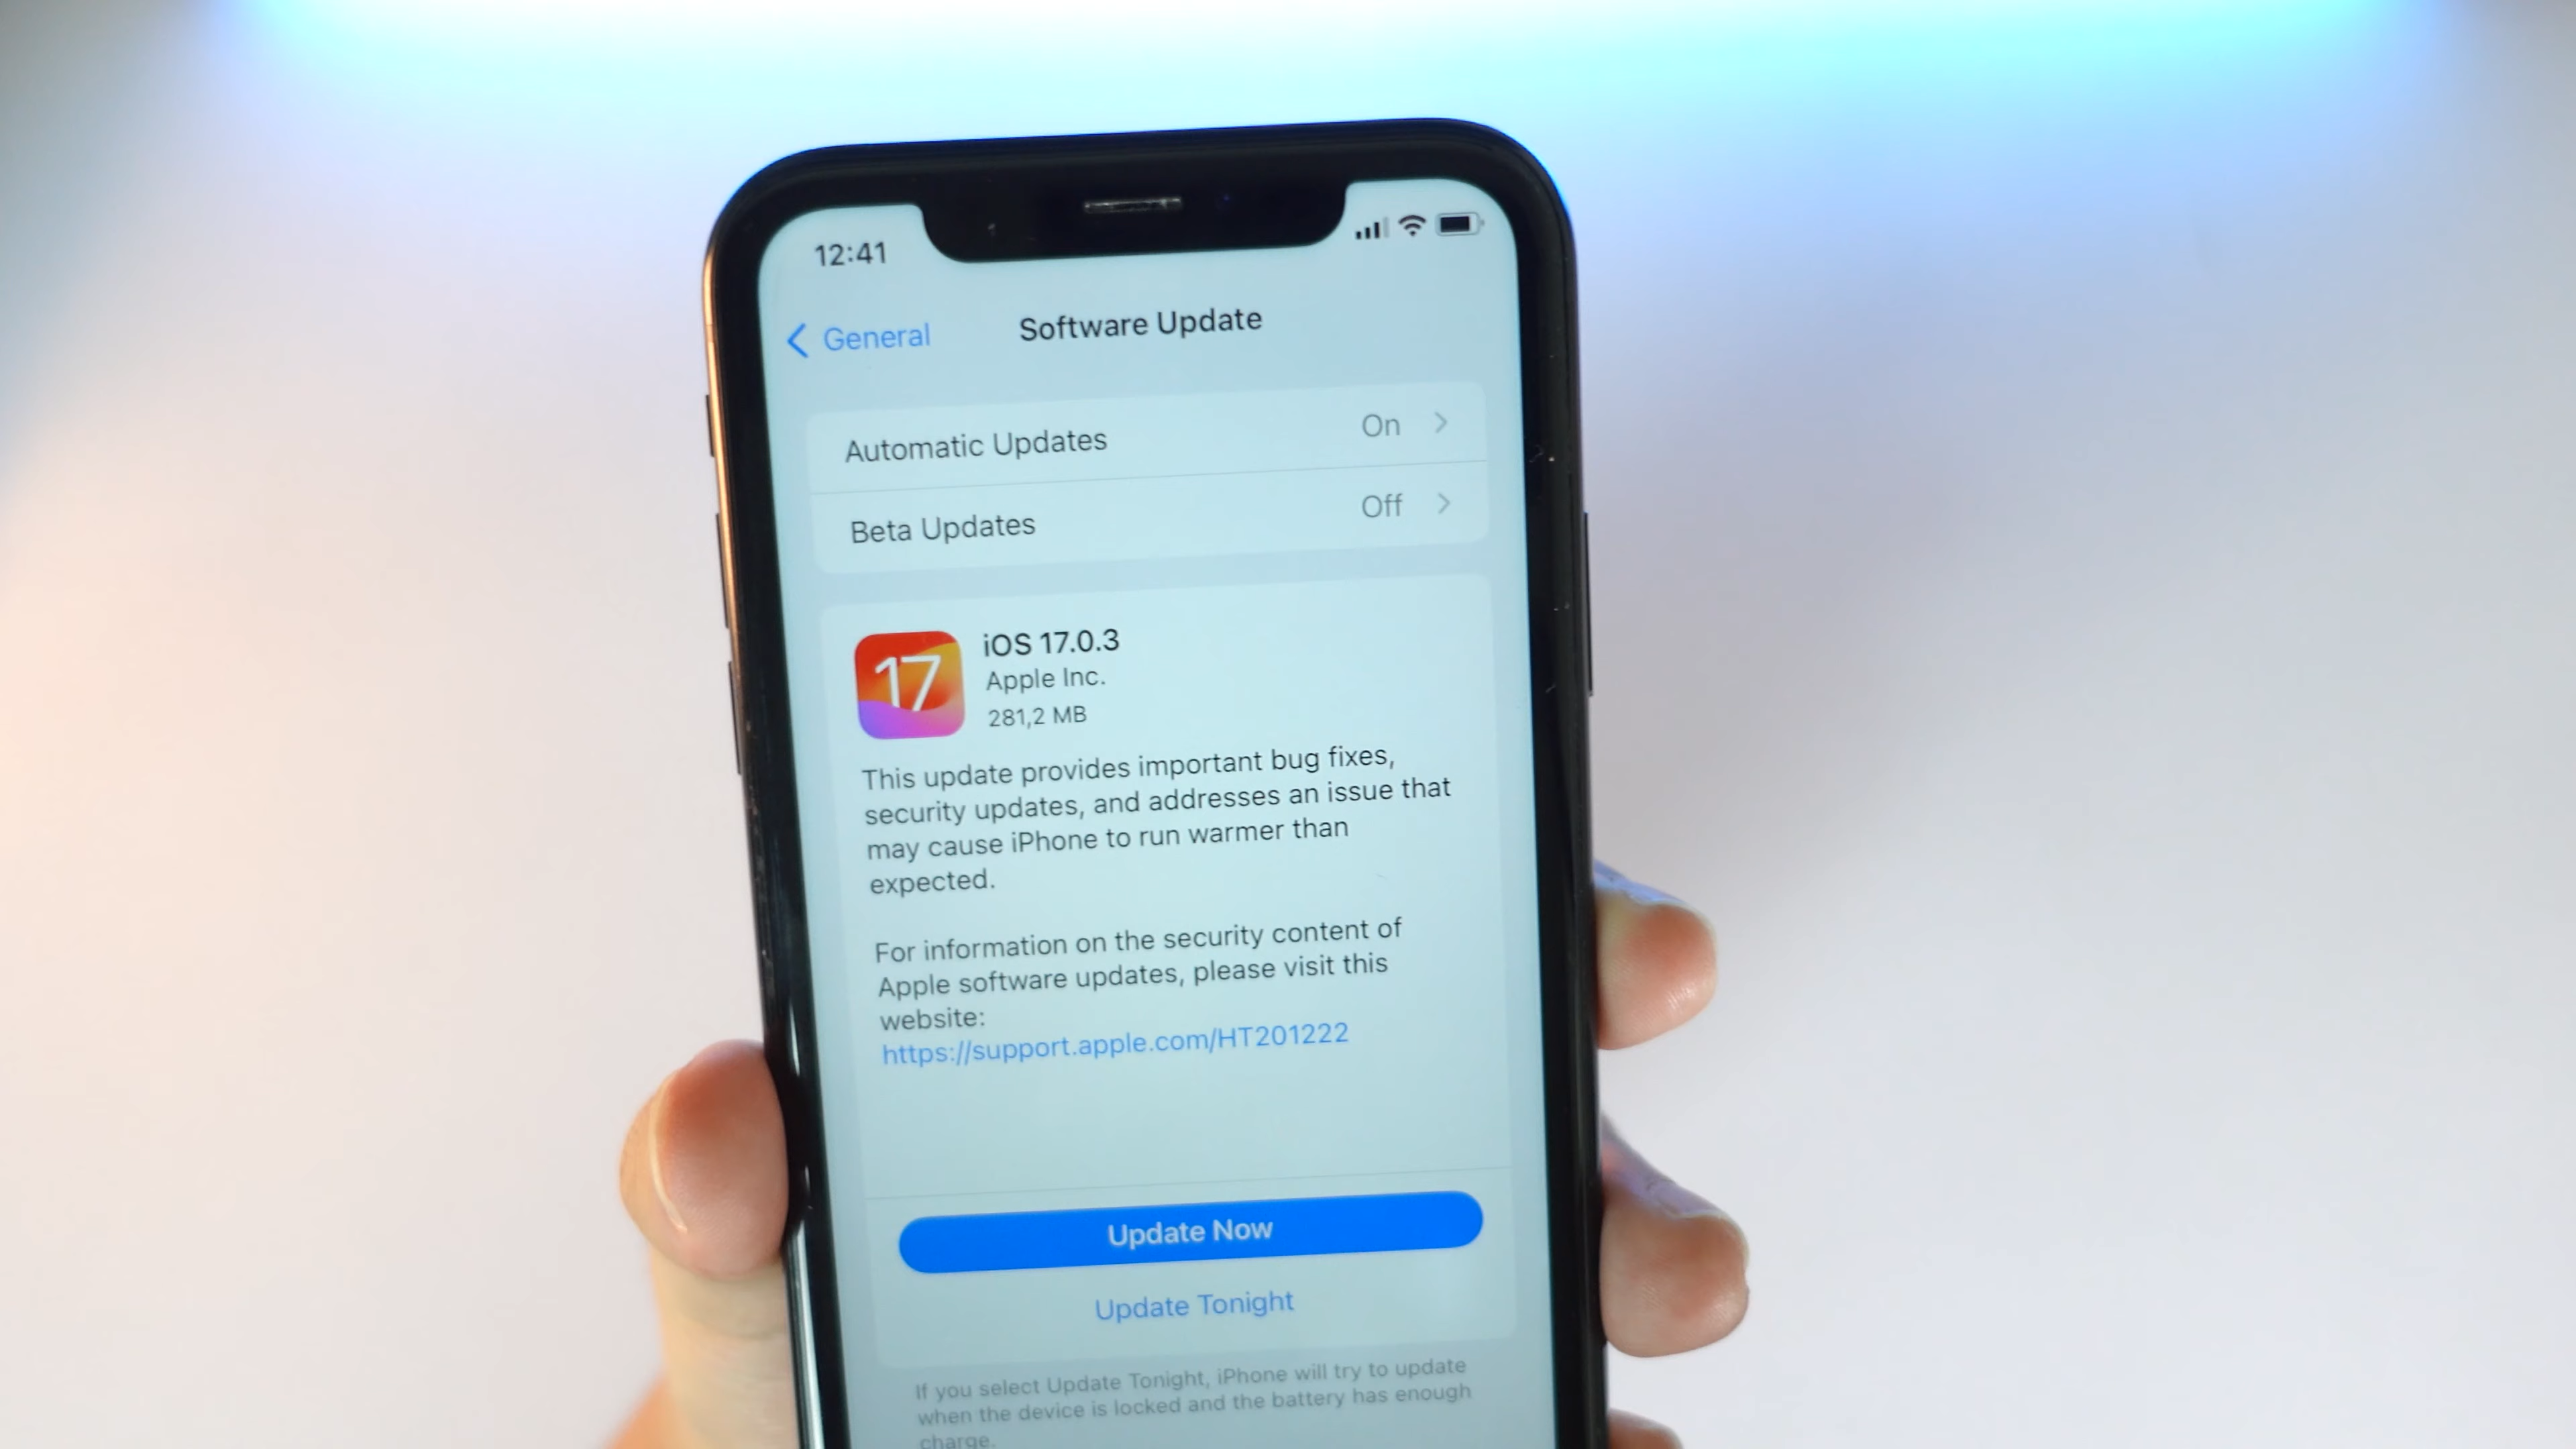 12:41
General
Software Update
Automatic Updates On
Beta Updates Off
17
iOS 17.0.3
Apple Inc.
281,2 MB
This update provides important bug fixes,
security updates, and addresses an issue that
may cause iPhone to run warmer than
expected.
For information on the security content of
Apple software updates, please visit this
website:
https://support.apple.com/HT201222
Update Now
Update Tonight
If you select Update Tonight, iPhone will try to update
when the device is locked and the battery has enough
charge.